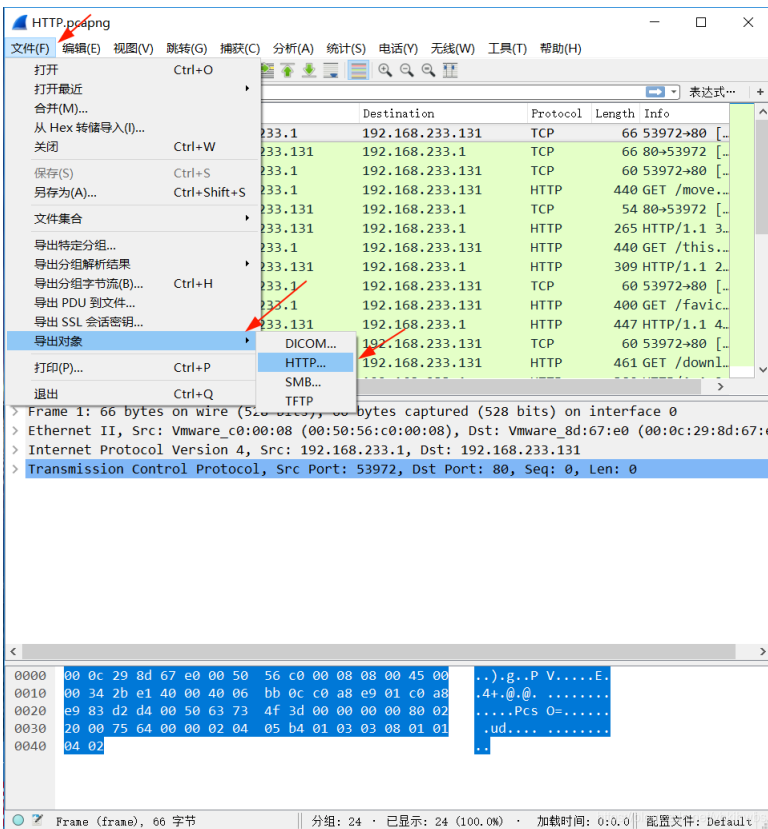 HTTP.pcapng
文件(F) 编辑(E) 视图(V) 跳转(G) 捕获(C) 分析(A) 统计(S) 电话(Y) 无线(W) 工具(T) 帮助(H)
表达式… +
打开 Ctrl+O
打开最近
合并(M)...
从 Hex 转储导入(I)...
关闭 Ctrl+W
保存(S) Ctrl+S
另存为(A)... Ctrl+Shift+S
文件集合
导出特定分组...
导出分组解析结果
导出分组字节流(B)... Ctrl+H
导出 PDU 到文件...
导出 SSL 会话密钥...
导出对象
打印(P)... Ctrl+P
退出 Ctrl+Q
DICOM...
HTTP...
SMB...
TFTP
Destination Protocol Length Info
233.1 192.168.233.131 TCP 66 53972→80 […
233.131 192.168.233.1 TCP 66 80→53972 […
233.1 192.168.233.131 TCP 60 53972→80 […
233.1 192.168.233.131 HTTP 440 GET /move.…
233.131 192.168.233.1 TCP 54 80→53972 […
233.131 192.168.233.1 HTTP 265 HTTP/1.1 3…
233.1 192.168.233.131 HTTP 440 GET /this.…
233.131 192.168.233.1 HTTP 309 HTTP/1.1 2…
233.1 192.168.233.131 TCP 60 53972→80 […
233.1 192.168.233.131 HTTP 400 GET /favic…
233.131 192.168.233.1 HTTP 447 HTTP/1.1 4…
192.168.233.131 TCP 60 53972→80 […
192.168.233.131 HTTP 461 GET /downl…
Frame 1: 66 bytes on wire (528 bits), 66 bytes captured (528 bits) on interface 0
Ethernet II, Src: Vmware_c0:00:08 (00:50:56:c0:00:08), Dst: Vmware_8d:67:e0 (00:0c:29:8d:67:e
Internet Protocol Version 4, Src: 192.168.233.1, Dst: 192.168.233.131
Transmission Control Protocol, Src Port: 53972, Dst Port: 80, Seq: 0, Len: 0
0000 00 0c 29 8d 67 e0 00 50 56 c0 00 08 08 00 45 00 ..).g..P V.....E.
0010 00 34 2b e1 40 00 40 06 bb 0c c0 a8 e9 01 c0 a8 .4+.@.@. ........
0020 e9 83 d2 d4 00 50 63 73 4f 3d 00 00 00 00 80 02 .....Pcs O=......
0030 20 00 75 64 00 00 02 04 05 b4 01 03 03 08 01 01 .ud.... ........
0040 04 02 ..
Frame (frame), 66 字节 分组: 24 · 已显示: 24 (100.0%) · 加载时间: 0:0.0 配置文件: Default